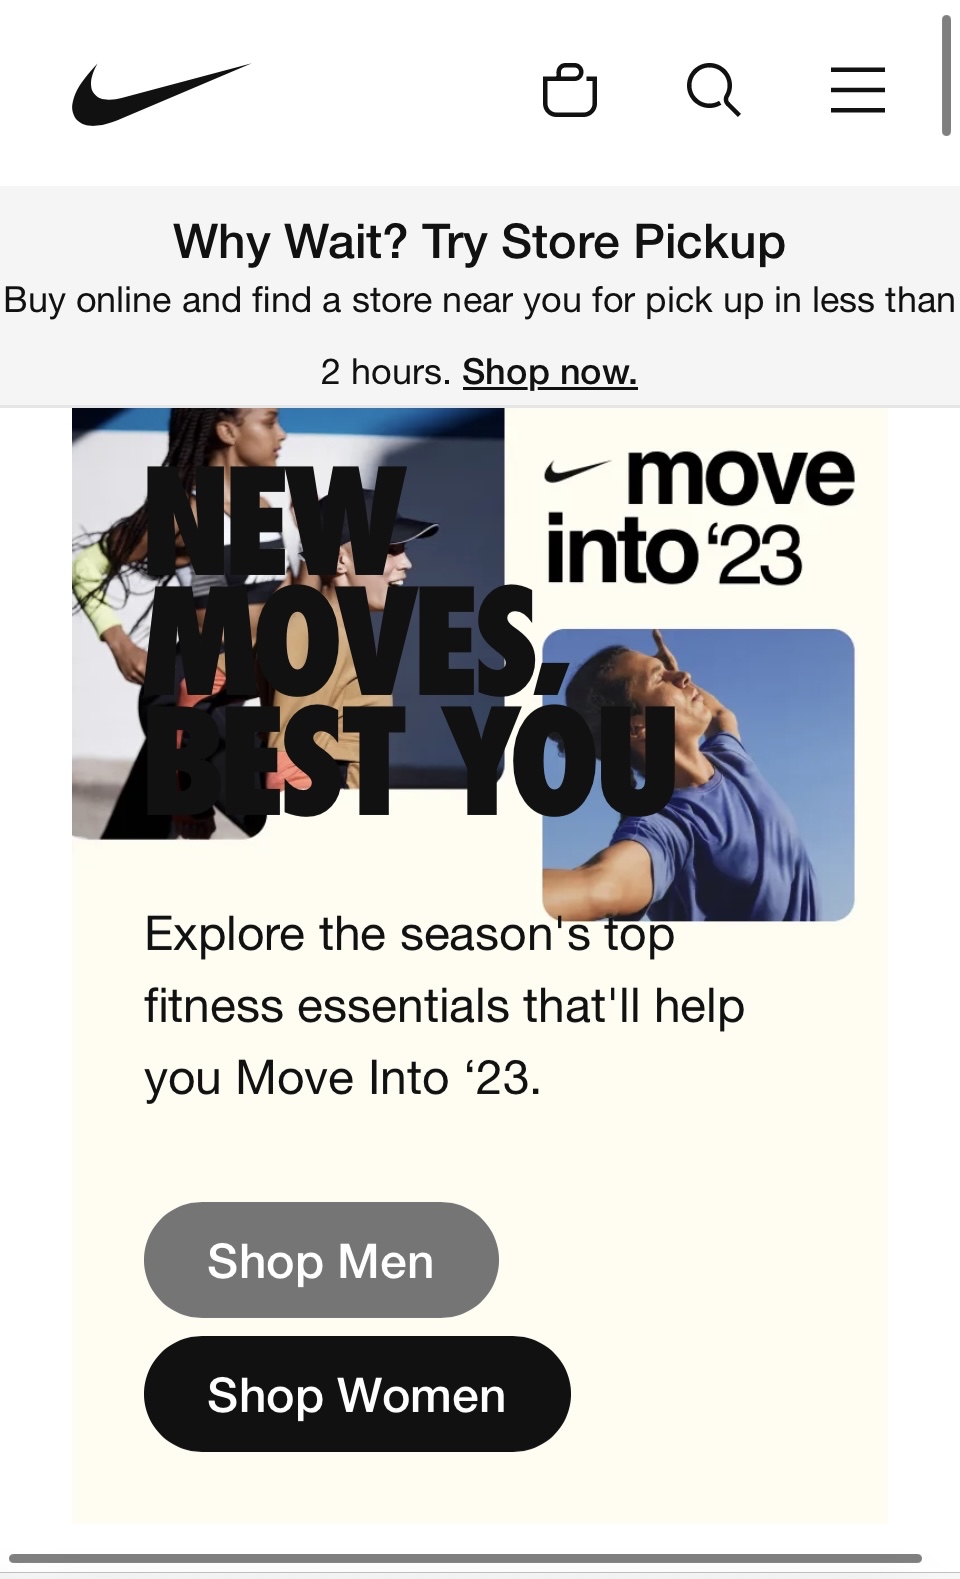 Why Wait? Try Store Pickup
Buy online and find a store near you for pick up in less than
2 hours. Shop now.
move
into ‘23
NEW
MOVES,
BEST YOU
Explore the season's top
fitness essentials that'll help
you Move Into ‘23.
Shop Men
Shop Women